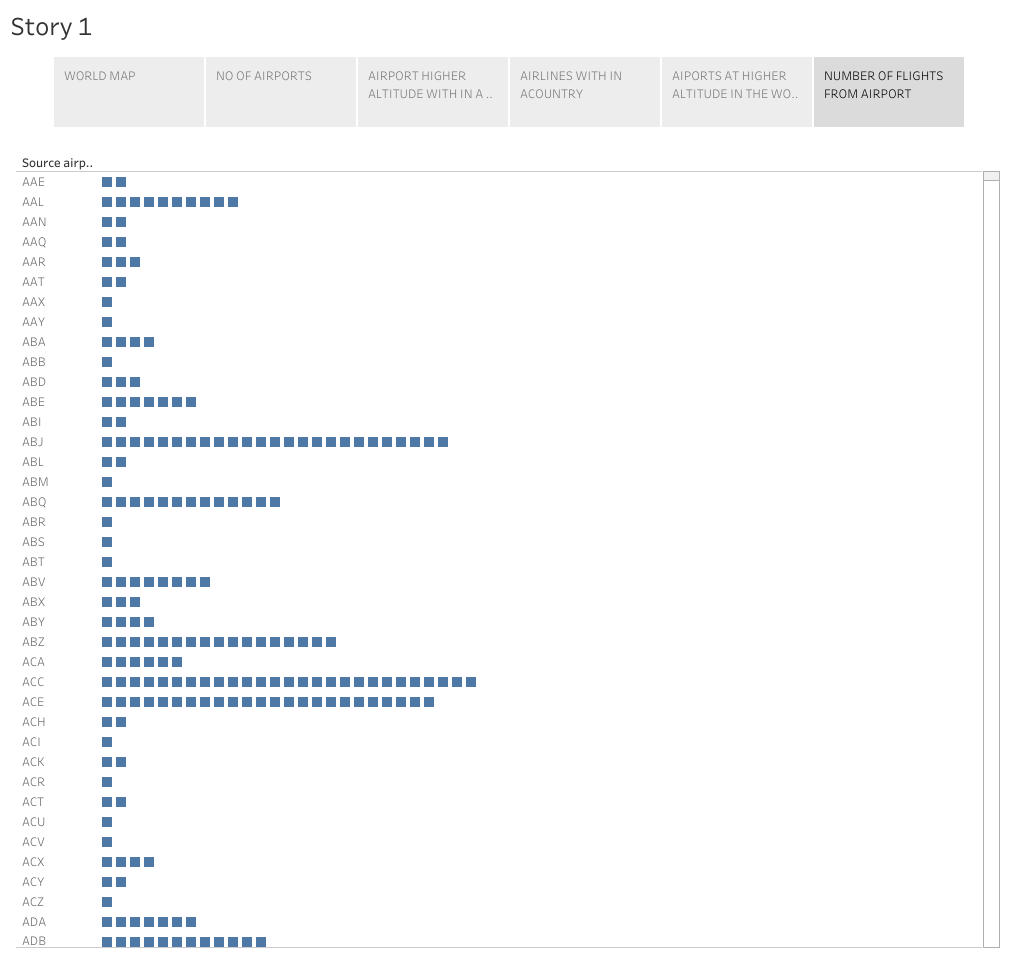 Story 1
WORLD MAP
NO OF AIRPORTS
AIRPORT HIGHER
ALTITUDE WITH IN A ..
AIRLINES WITH IN
ACOUNTRY
AIPORTS AT HIGHER
ALTITUDE IN THE WO..
NUMBER OF FLIGHTS
FROM AIRPORT
Source airp..
AAE
AAL
AAN
AAQ
AAR
AAT
AAX
AAY
ABA
ABB
ABD
ABE
ABI
ABJ
ABL
ABM
ABQ
ABR
ABS
ABT
ABV
ABX
ABY
ABZ
ACA
ACC
ACE
ACH
ACI
ACK
ACR
ACT
ACU
ACV
ACX
ACY
ACZ
ADA
ADB